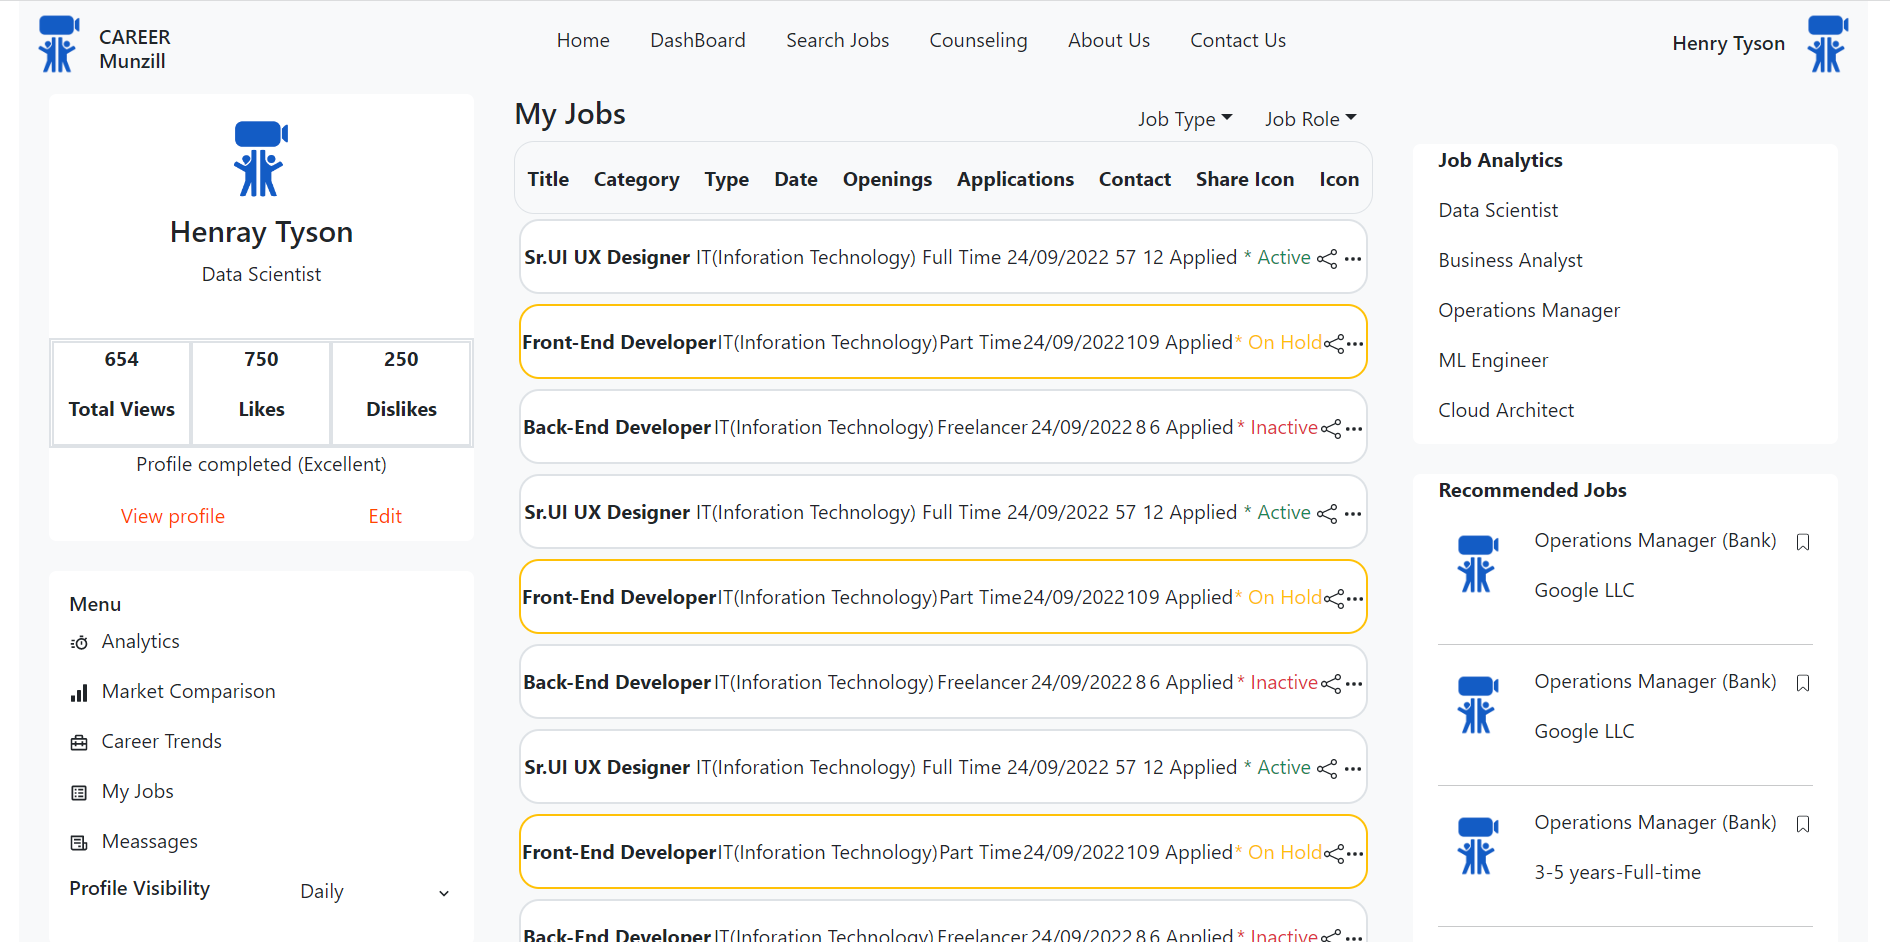 CAREER
Munzill
Home DashBoard Search Jobs Counseling About Us Contact Us
Henry Tyson
Henray Tyson
Data Scientist
654 750 250
Total Views Likes Dislikes
Profile completed (Excellent)
View profile Edit
Menu
Analytics
Market Comparison
Career Trends
My Jobs
Meassages
Profile Visibility Daily
My Jobs
Job Type Job Role
Title Category Type Date Openings Applications Contact Share Icon Icon
Sr.UI UX Designer IT(Inforation Technology) Full Time 24/09/2022 57 12 Applied * Active
Front-End Developer IT(Inforation Technology) Part Time 24/09/2022 10 9 Applied * On Hold
Back-End Developer IT(Inforation Technology) Freelancer 24/09/2022 8 6 Applied * Inactive
Sr.UI UX Designer IT(Inforation Technology) Full Time 24/09/2022 57 12 Applied * Active
Front-End Developer IT(Inforation Technology) Part Time 24/09/2022 10 9 Applied * On Hold
Back-End Developer IT(Inforation Technology) Freelancer 24/09/2022 8 6 Applied * Inactive
Sr.UI UX Designer IT(Inforation Technology) Full Time 24/09/2022 57 12 Applied * Active
Front-End Developer IT(Inforation Technology) Part Time 24/09/2022 10 9 Applied * On Hold
Back-End Developer IT(Inforation Technology) Freelancer 24/09/2022 8 6 Applied * Inactive
Job Analytics
Data Scientist
Business Analyst
Operations Manager
ML Engineer
Cloud Architect
Recommended Jobs
Operations Manager (Bank)
Google LLC
Operations Manager (Bank)
Google LLC
Operations Manager (Bank)
3-5 years-Full-time